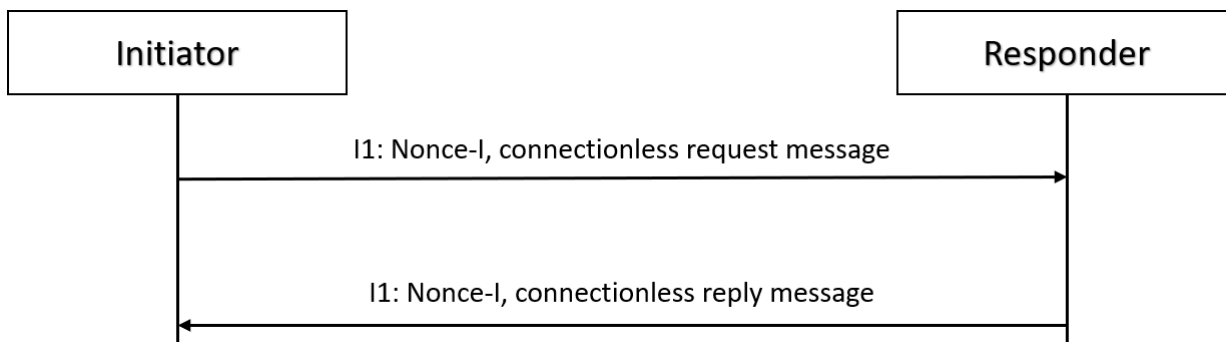 Initiator
Responder
I1: Nonce-I, connectionless request message
I1: Nonce-I, connectionless reply message